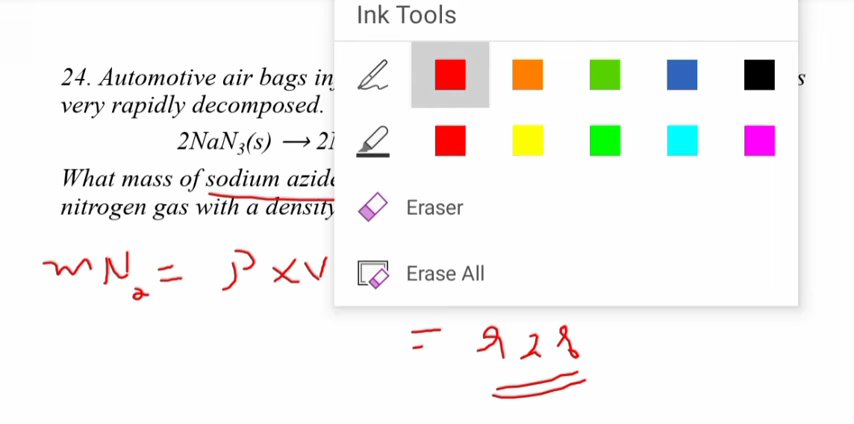 Ink Tools
24. Automotive air bags in
s
very rapidly decomposed.
2NaN₃(s) → 2
What mass of sodium azide
nitrogen gas with a density
Eraser
Erase All
mN₂ = ρ x V
=